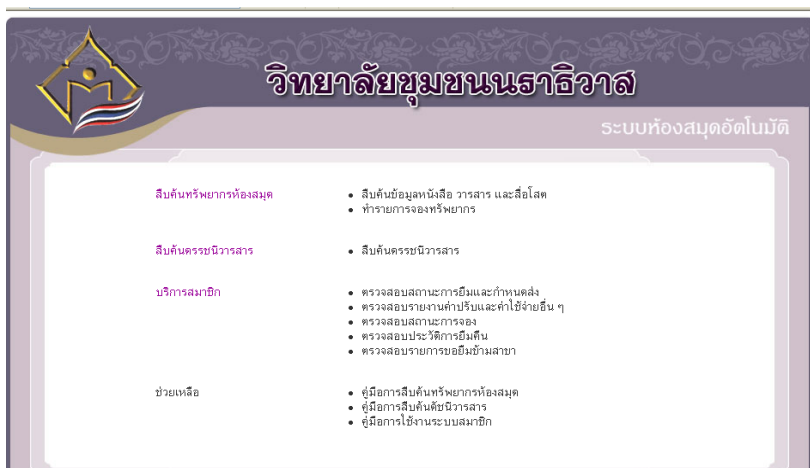 วิทยาลัยชุมชนนราธิวาส
ระบบห้องสมุดอัตโนมัติ
สืบค้นทรัพยากรห้องสมุด
• สืบค้นข้อมูลหนังสือ วารสาร และสื่อโสต
• ทำรายการจองทรัพยากร
สืบค้นดรรชนีวารสาร
• สืบค้นดรรชนีวารสาร
บริการสมาชิก
• ตรวจสอบสถานะการยืมและกำหนดส่ง
• ตรวจสอบรายงานค่าปรับและค่าใช้จ่ายอื่น ๆ
• ตรวจสอบสถานะการจอง
• ตรวจสอบประวัติการยืมคืน
• ตรวจสอบรายการขอยืมข้ามสาขา
ช่วยเหลือ
• คู่มือการสืบค้นทรัพยากรห้องสมุด
• คู่มือการสืบค้นดัชนีวารสาร
• คู่มือการใช้งานระบบสมาชิก